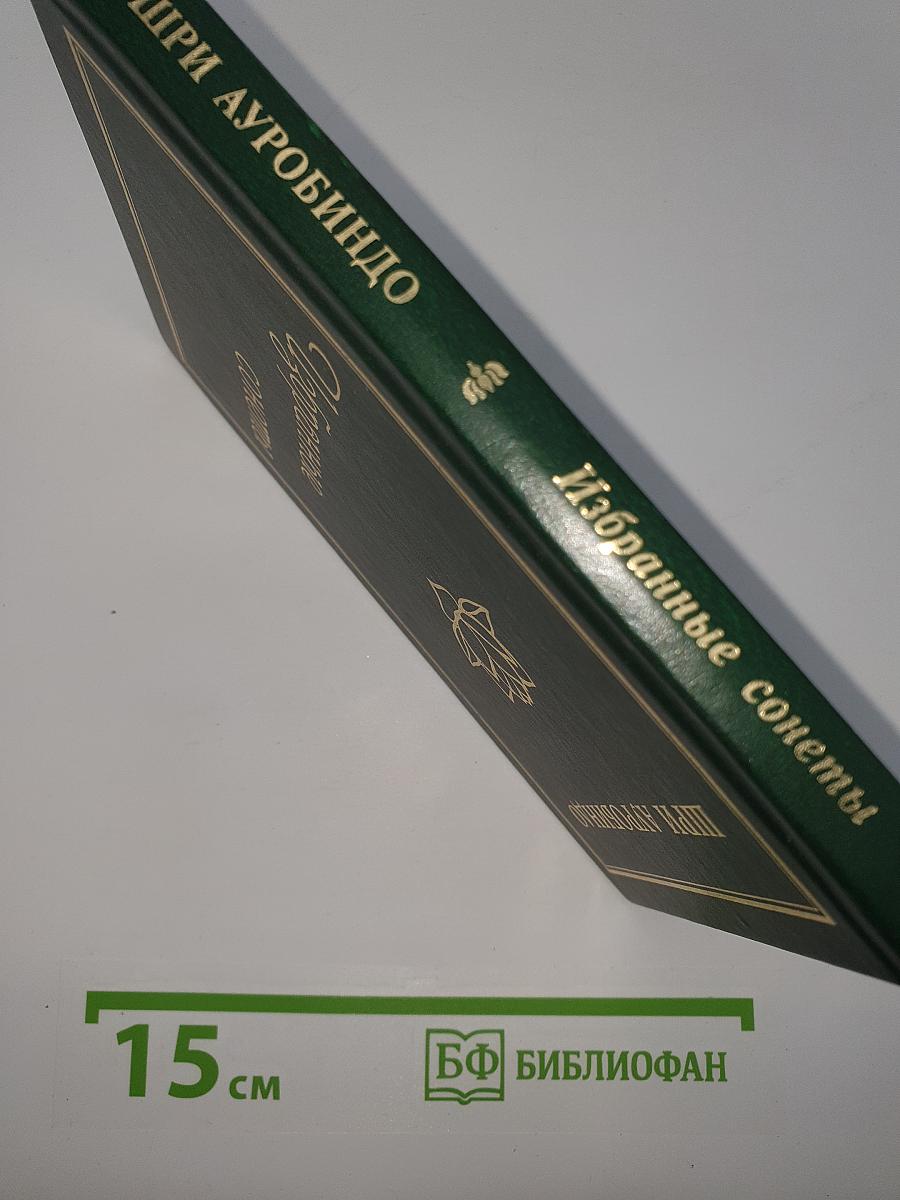 ШРИ АУРОБИНДО
Избранные сонеты
Избранные
сонеты
ШРИ АУРОБИНДО
15 см
БФ БИБЛИОФАН